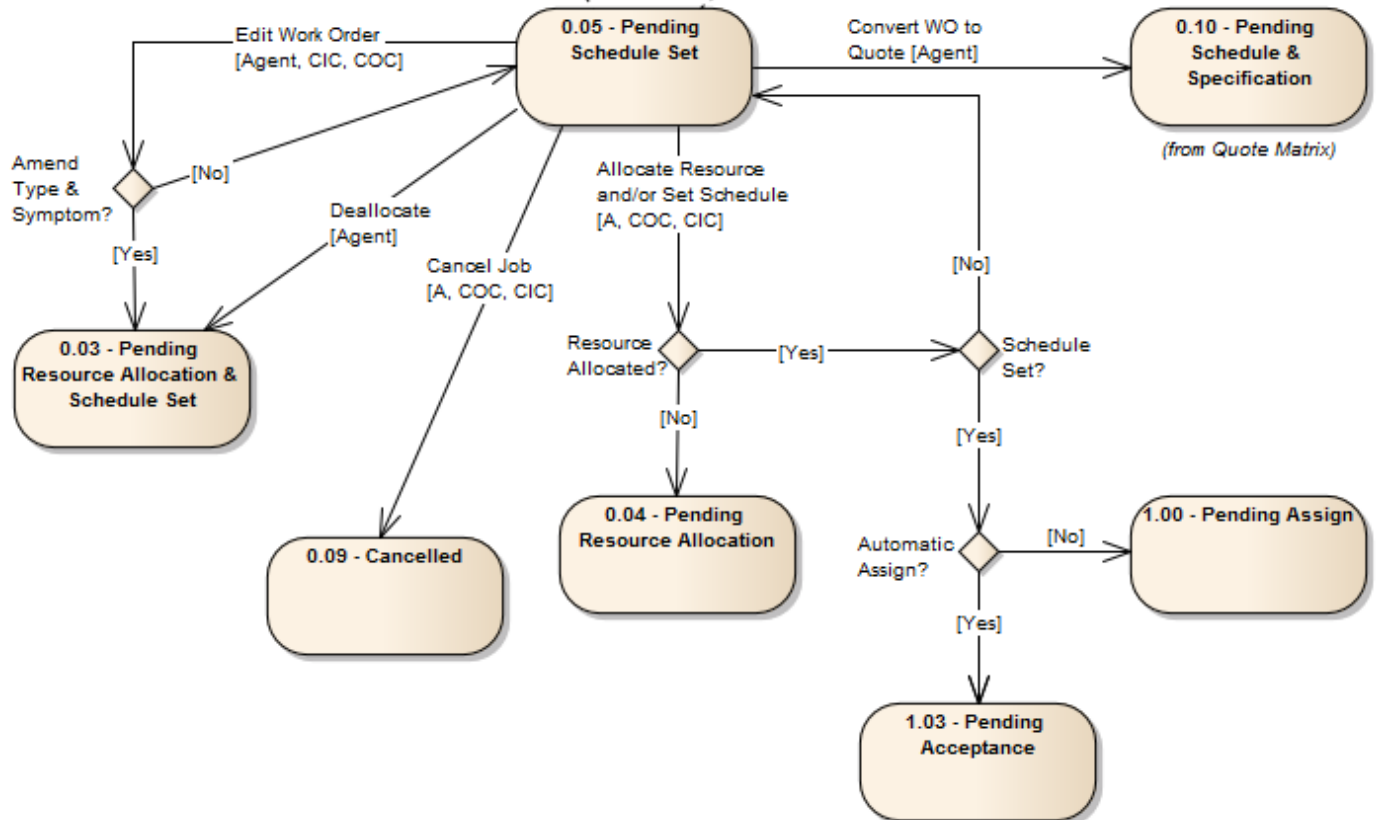 0.05 - Pending
Schedule Set
Edit Work Order
[Agent, CIC, COC]
Convert WO to
Quote [Agent]
0.10 - Pending
Schedule &
Specification
(from Quote Matrix)
Amend
Type &
Symptom?
[No]
[Yes]
Deallocate
[Agent]
Cancel Job
[A, COC, CIC]
Allocate Resource
and/or Set Schedule
[A, COC, CIC]
[No]
0.03 - Pending
Resource Allocation &
Schedule Set
Resource
Allocated?
[Yes]
Schedule
Set?
[No]
[Yes]
0.09 - Cancelled
0.04 - Pending
Resource Allocation
Automatic
Assign?
[No]
1.00 - Pending Assign
[Yes]
1.03 - Pending
Acceptance